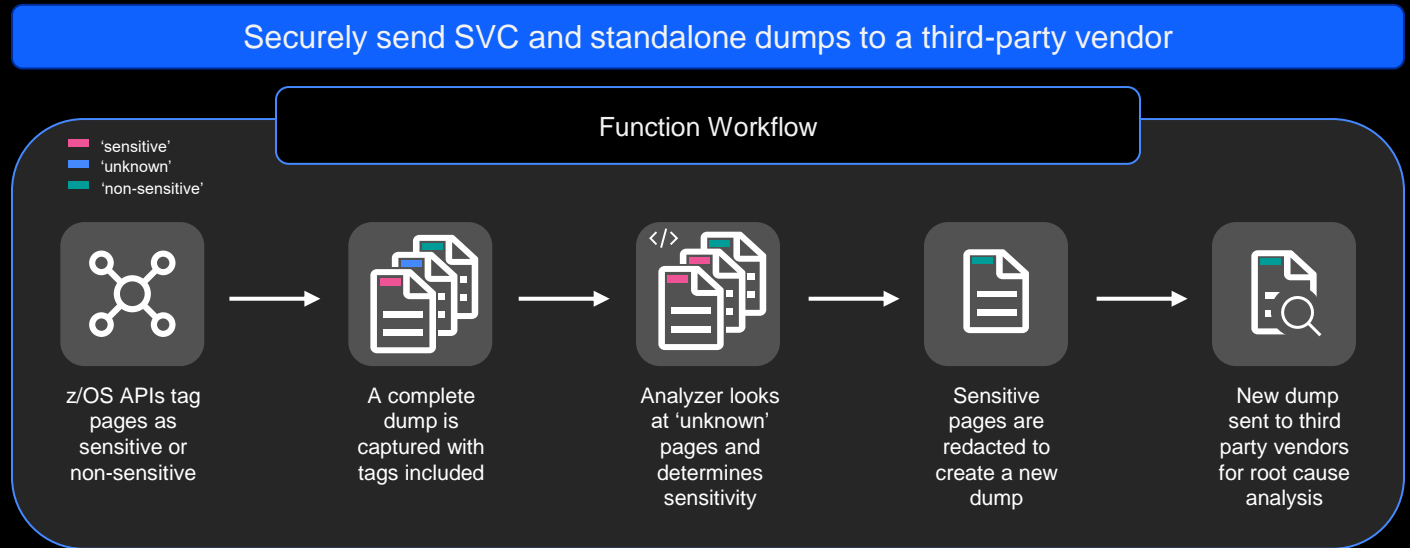 Securely send SVC and standalone dumps to a third-party vendor
Function Workflow
‘sensitive’
‘unknown’
‘non-sensitive’
</>
z/OS APIs tag
pages as
sensitive or
non-sensitive
A complete
dump is
captured with
tags included
Analyzer looks
at ‘unknown’
pages and
determines
sensitivity
Sensitive
pages are
redacted to
create a new
dump
New dump
sent to third
party vendors
for root cause
analysis